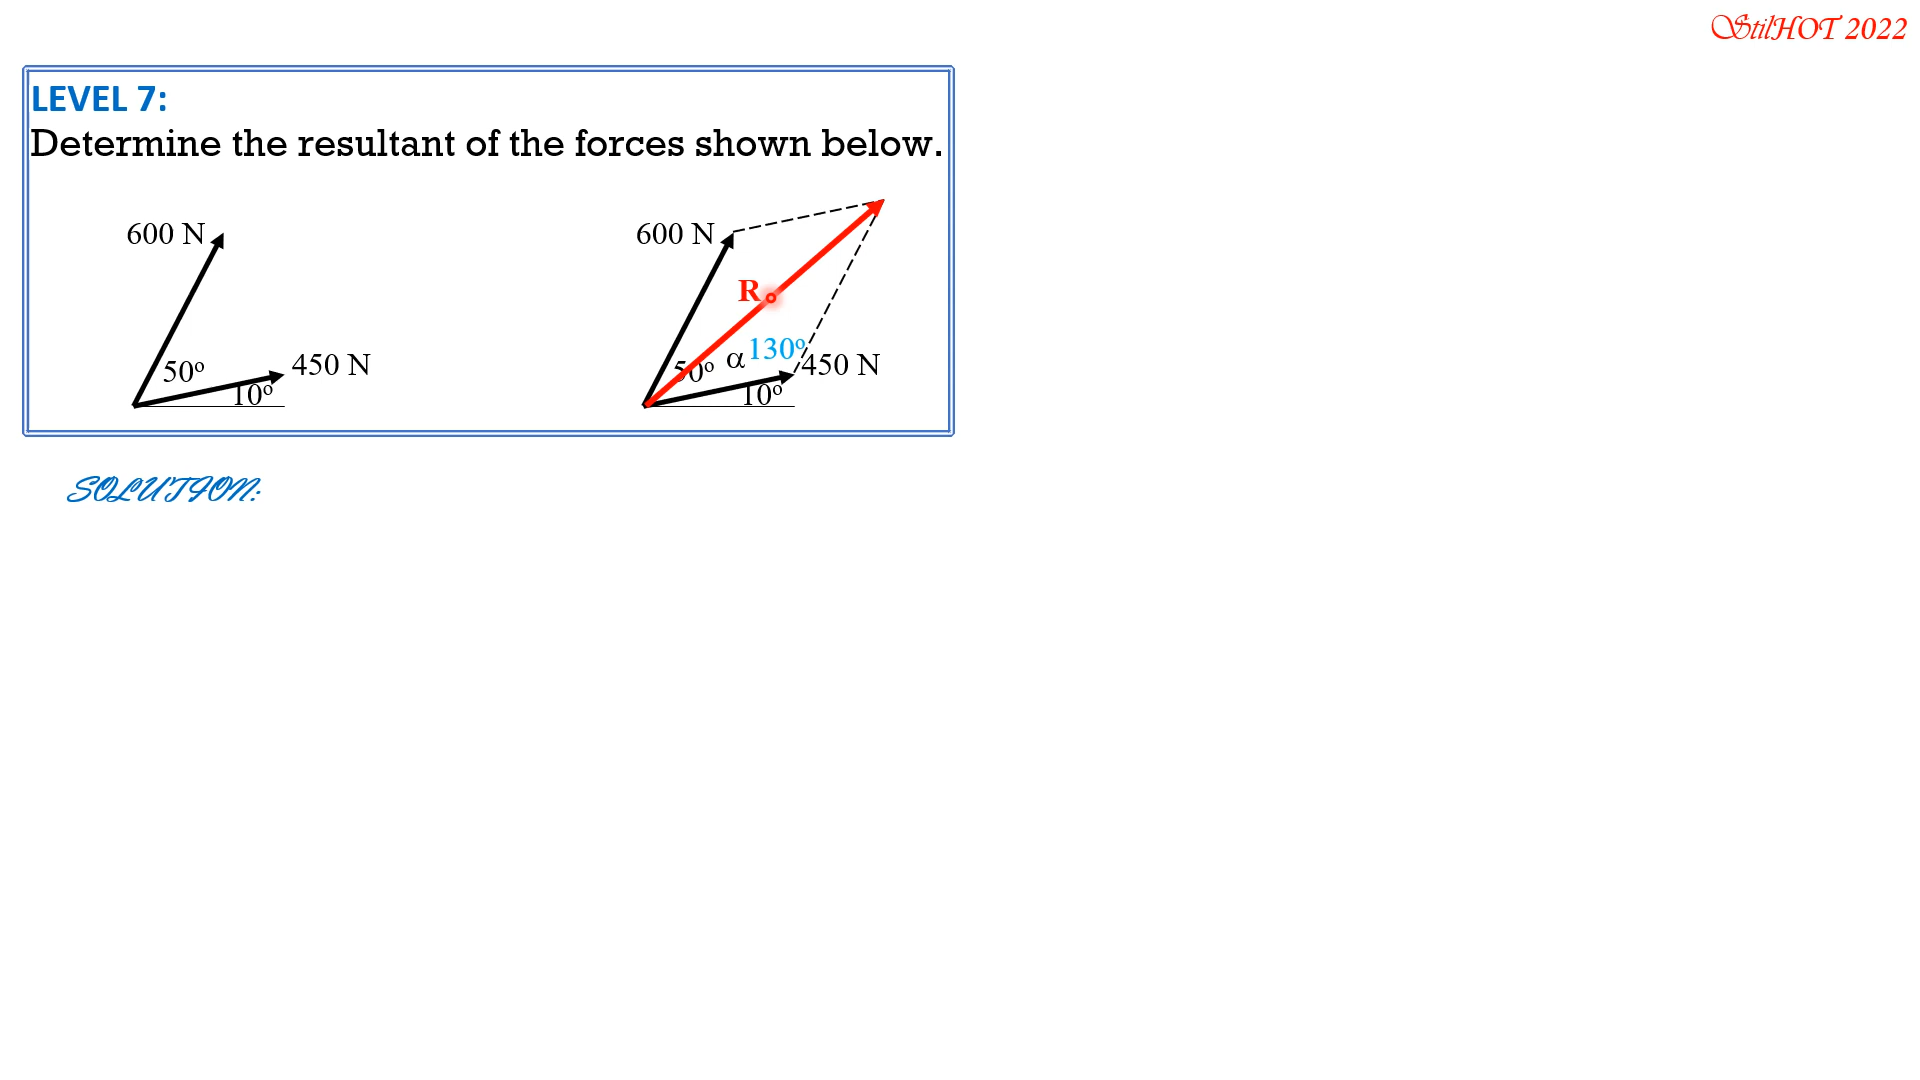 StilHOT 2022
LEVEL 7:
Determine the resultant of the forces shown below.
600 N
50º
450 N
10º
600 N
R
50º
α
130º
450 N
10º
SOLUTION: